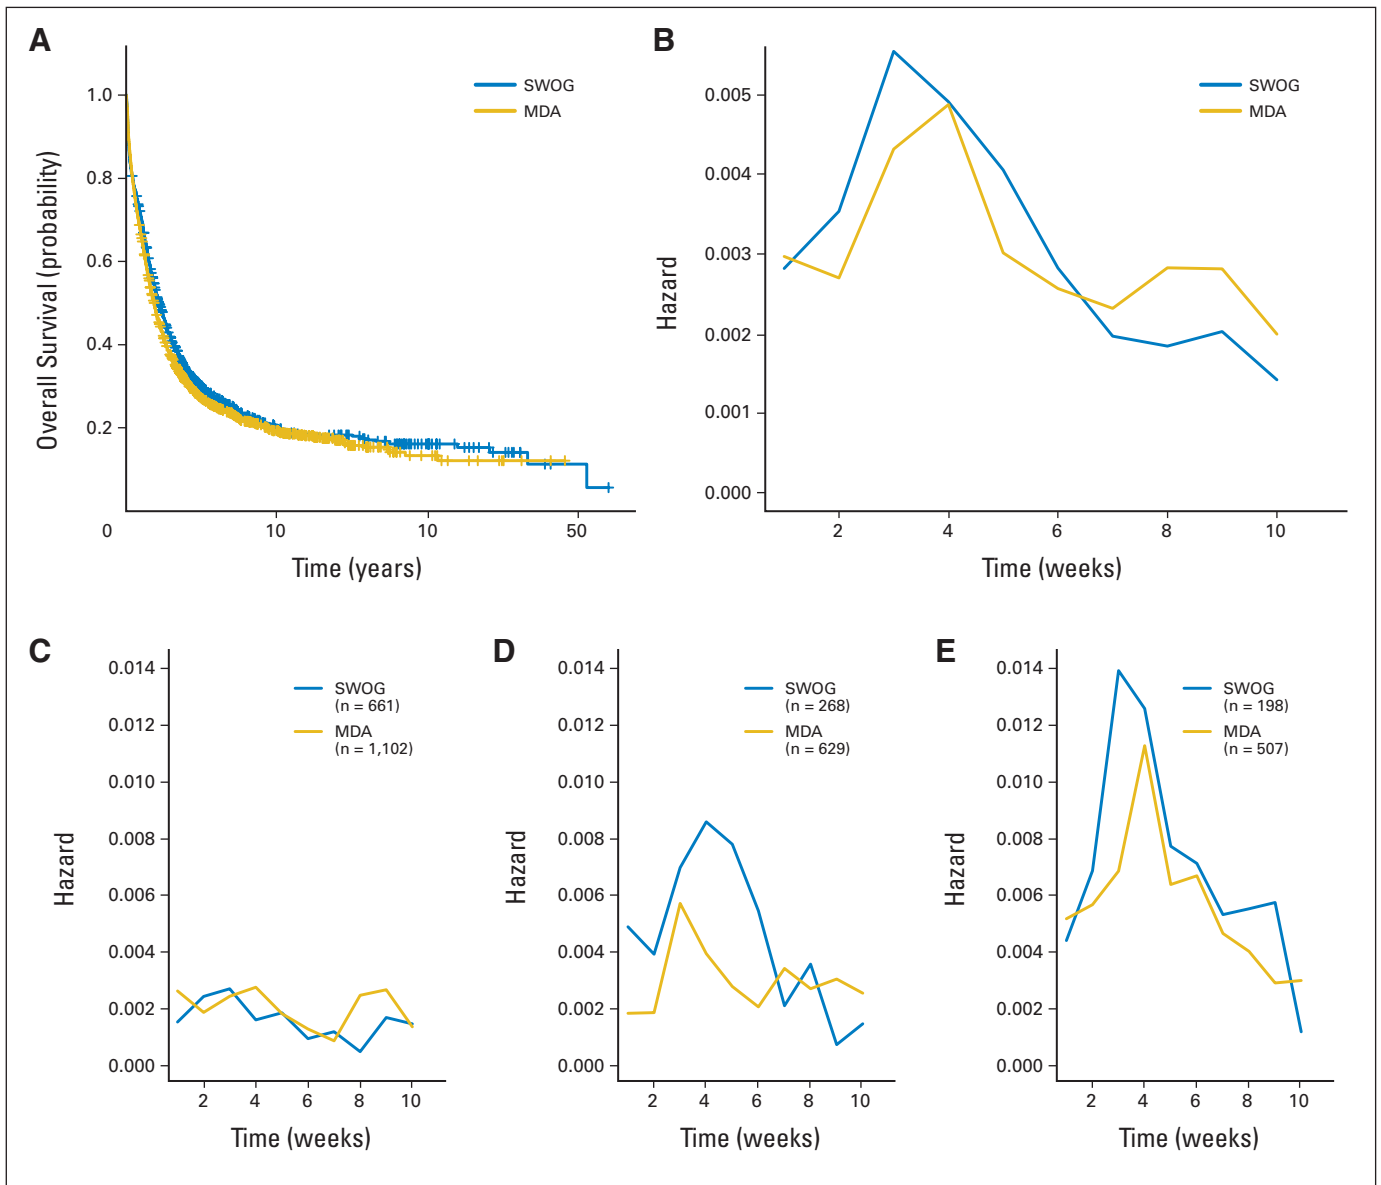 A
SWOG
MDA
1.0
0.8
0.6
0.4
0.2
Overall Survival (probability)
0
10
10
50
Time (years)
B
SWOG
MDA
0.005
0.004
0.003
0.002
0.001
0.000
Hazard
2
4
6
8
10
Time (weeks)
C
SWOG
(n = 661)
MDA
(n = 1,102)
0.014
0.012
0.010
0.008
0.006
0.004
0.002
0.000
Hazard
2
4
6
8
10
Time (weeks)
D
SWOG
(n = 268)
MDA
(n = 629)
0.014
0.012
0.010
0.008
0.006
0.004
0.002
0.000
Hazard
2
4
6
8
10
Time (weeks)
E
SWOG
(n = 198)
MDA
(n = 507)
0.014
0.012
0.010
0.008
0.006
0.004
0.002
0.000
Hazard
2
4
6
8
10
Time (weeks)